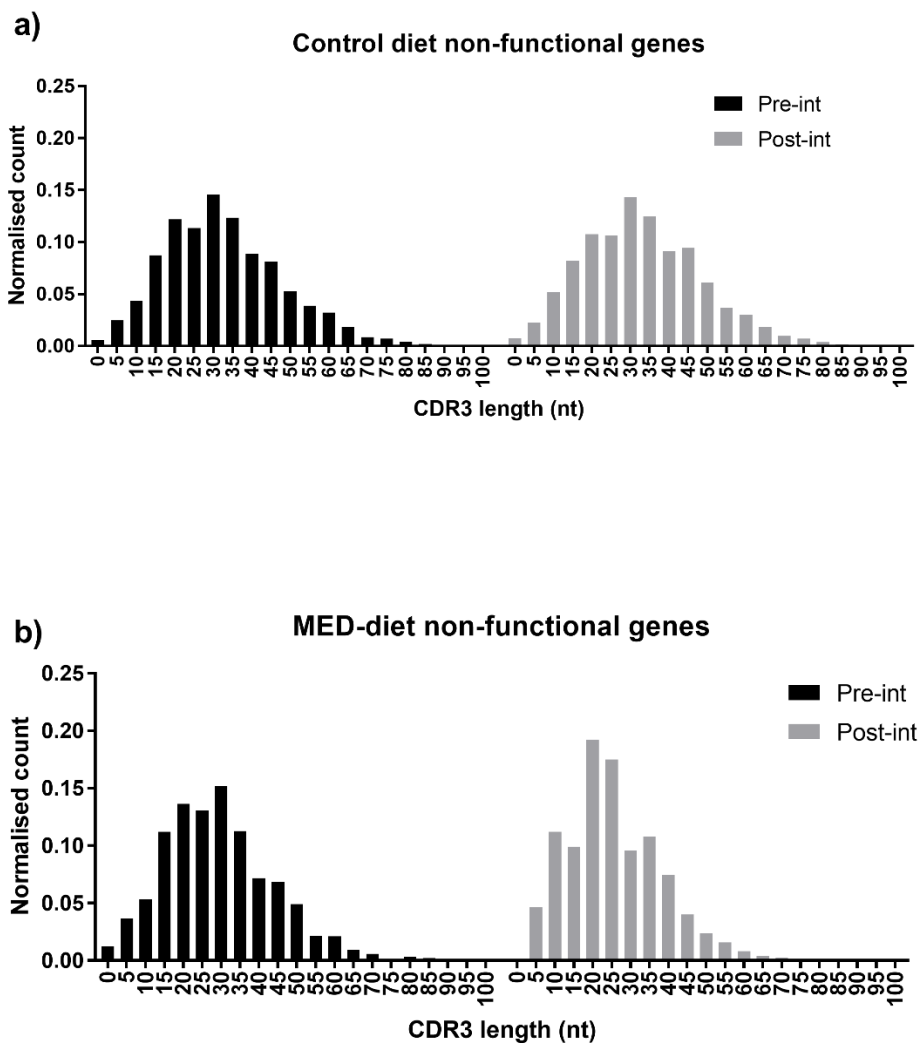 a)
Control diet non-functional genes
Normalised count
0.25
0.20
0.15
0.10
0.05
0.00
Pre-int
Post-int
0 5 10 15 20 25 30 35 40 45 50 55 60 65 70 75 80 85 90 95 100 0 5 10 15 20 25 30 35 40 45 50 55 60 65 70 75 80 85 90 95 100
CDR3 length (nt)
b)
MED-diet non-functional genes
Normalised count
0.25
0.20
0.15
0.10
0.05
0.00
Pre-int
Post-int
0 5 10 15 20 25 30 35 40 45 50 55 60 65 70 75 80 85 90 95 100 0 5 10 15 20 25 30 35 40 45 50 55 60 65 70 75 80 85 90 95 100
CDR3 length (nt)